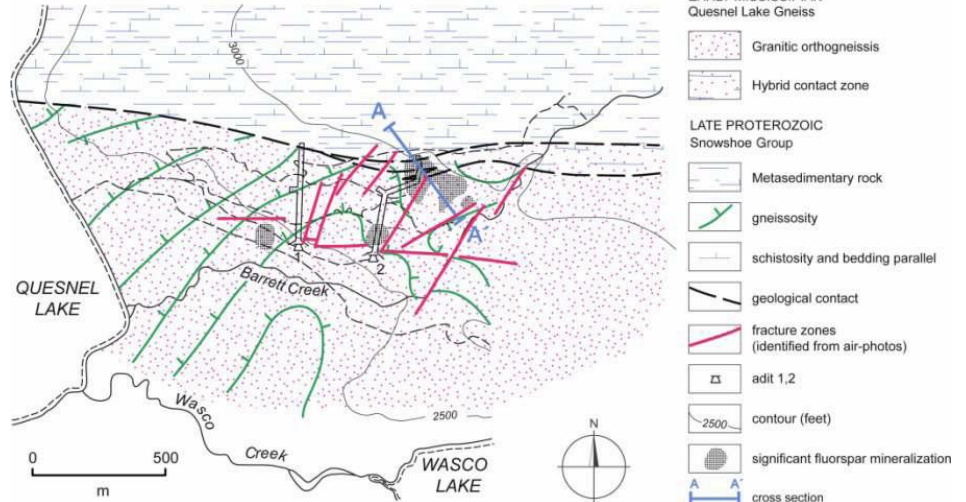 Quesnel Lake Gneiss
Granitic orthogneissis
Hybrid contact zone
LATE PROTEROZOIC
Snowshoe Group
Metasedimentary rock
gneissosity
schistosity and bedding parallel
geological contact
fracture zones
(identified from air-photos)
adit 1,2
2500
contour (feet)
significant fluorspar mineralization
A A´
cross section
3000
A
A´
1
2
Barrett Creek
QUESNEL
LAKE
Wasco
Creek
2500
WASCO
LAKE
N
0 500
m